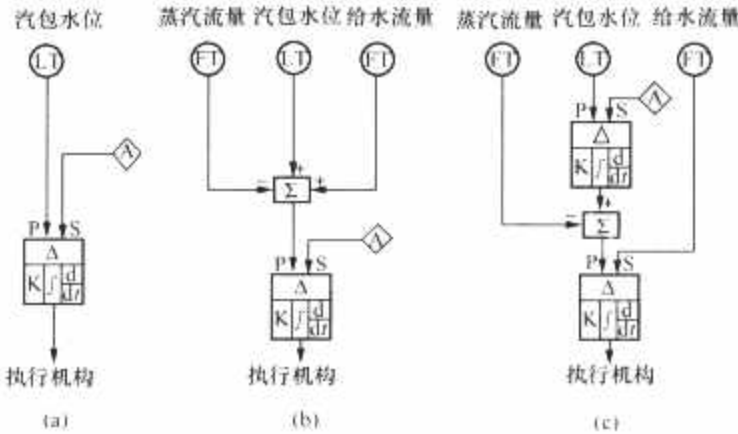 汽包水位
LT
A
P S
Δ
K ∫ d/dt
执行机构
(a)
蒸汽流量 汽包水位 给水流量
FT LT FT
+
− Σ +
A
P S
Δ
K ∫ d/dt
执行机构
(b)
蒸汽流量 汽包水位 给水流量
FT LT FT
A
P S
Δ
K ∫ d/dt
+
− Σ
P S
Δ
K ∫ d/dt
执行机构
(c)